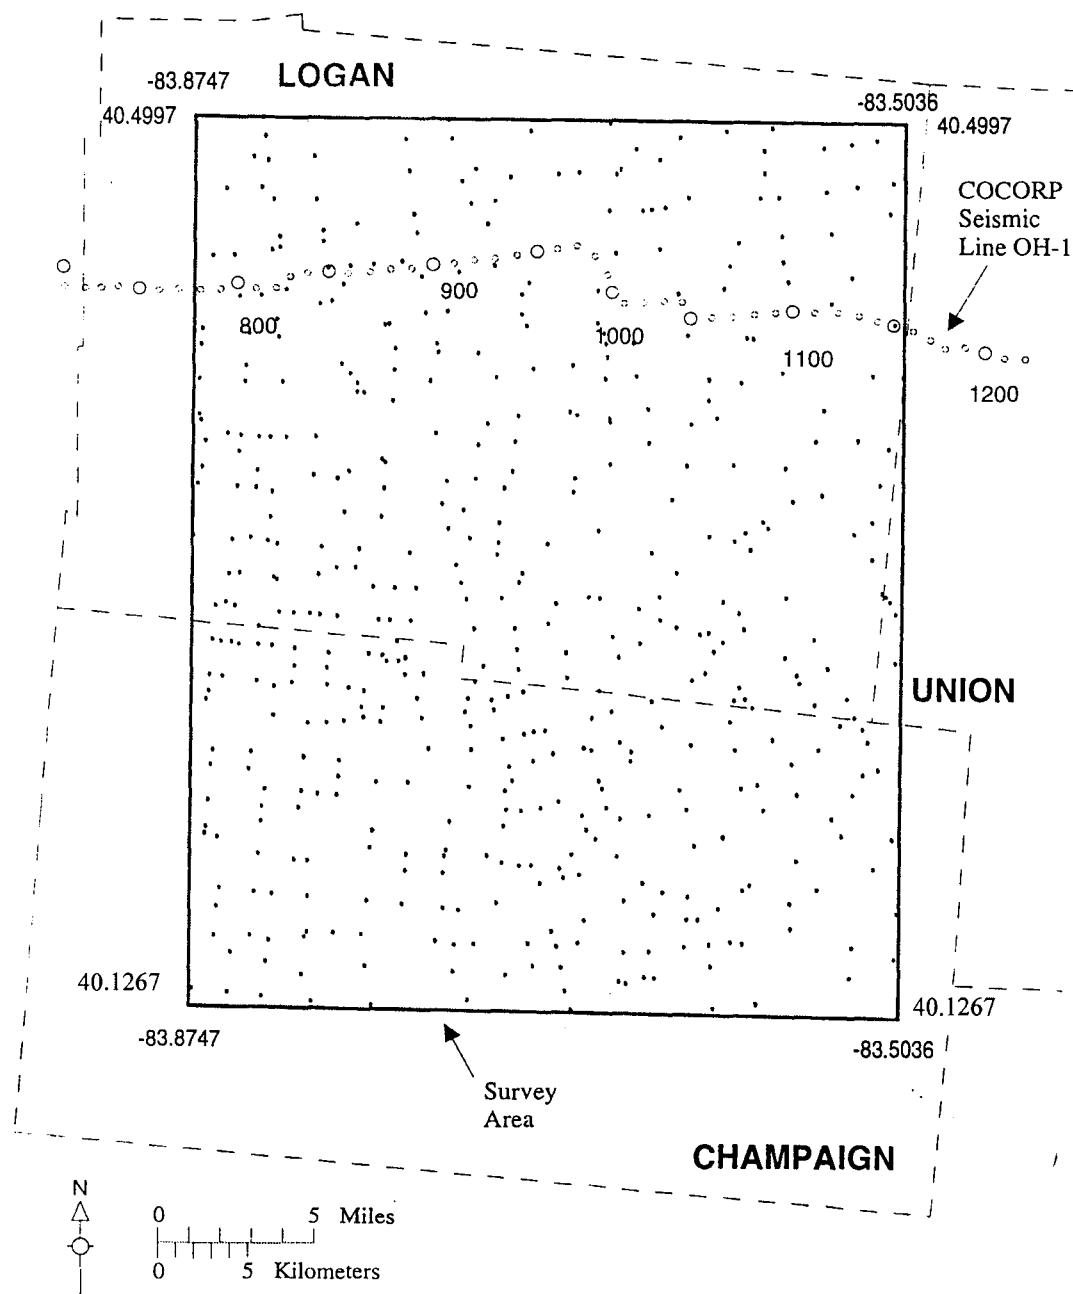 LOGAN
-83.8747
-83.5036
40.4997
40.4997
COCORP
Seismic
Line OH-1
900
800
1000
1100
1200
UNION
40.1267
40.1267
-83.8747
-83.5036
Survey
Area
CHAMPAIGN
N
0 5 Miles
0 5 Kilometers